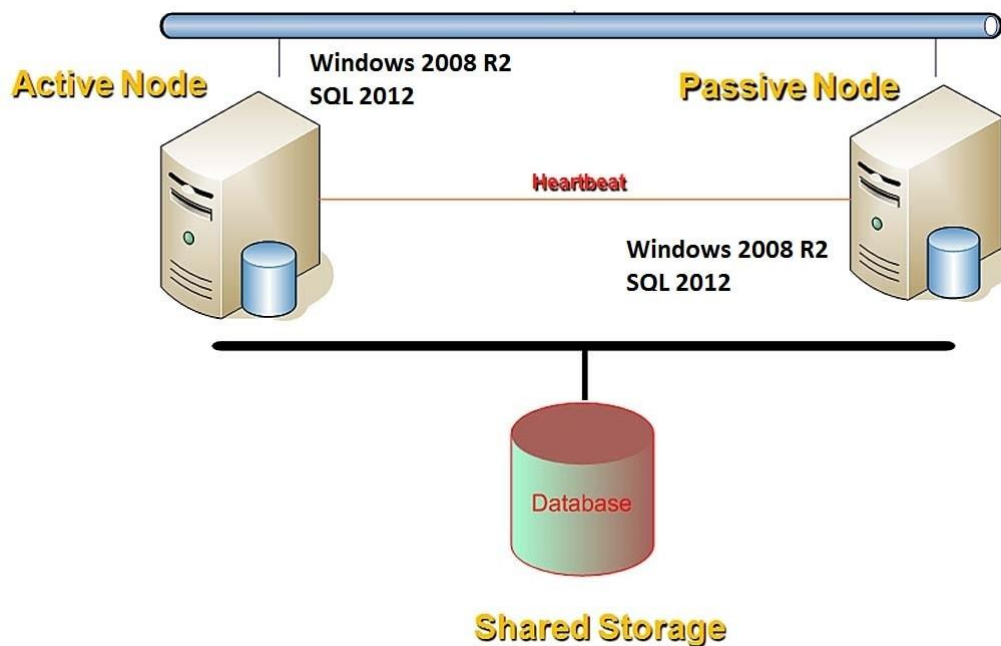 Active Node
Windows 2008 R2
SQL 2012
Passive Node
Heartbeat
Windows 2008 R2
SQL 2012
Database
Shared Storage